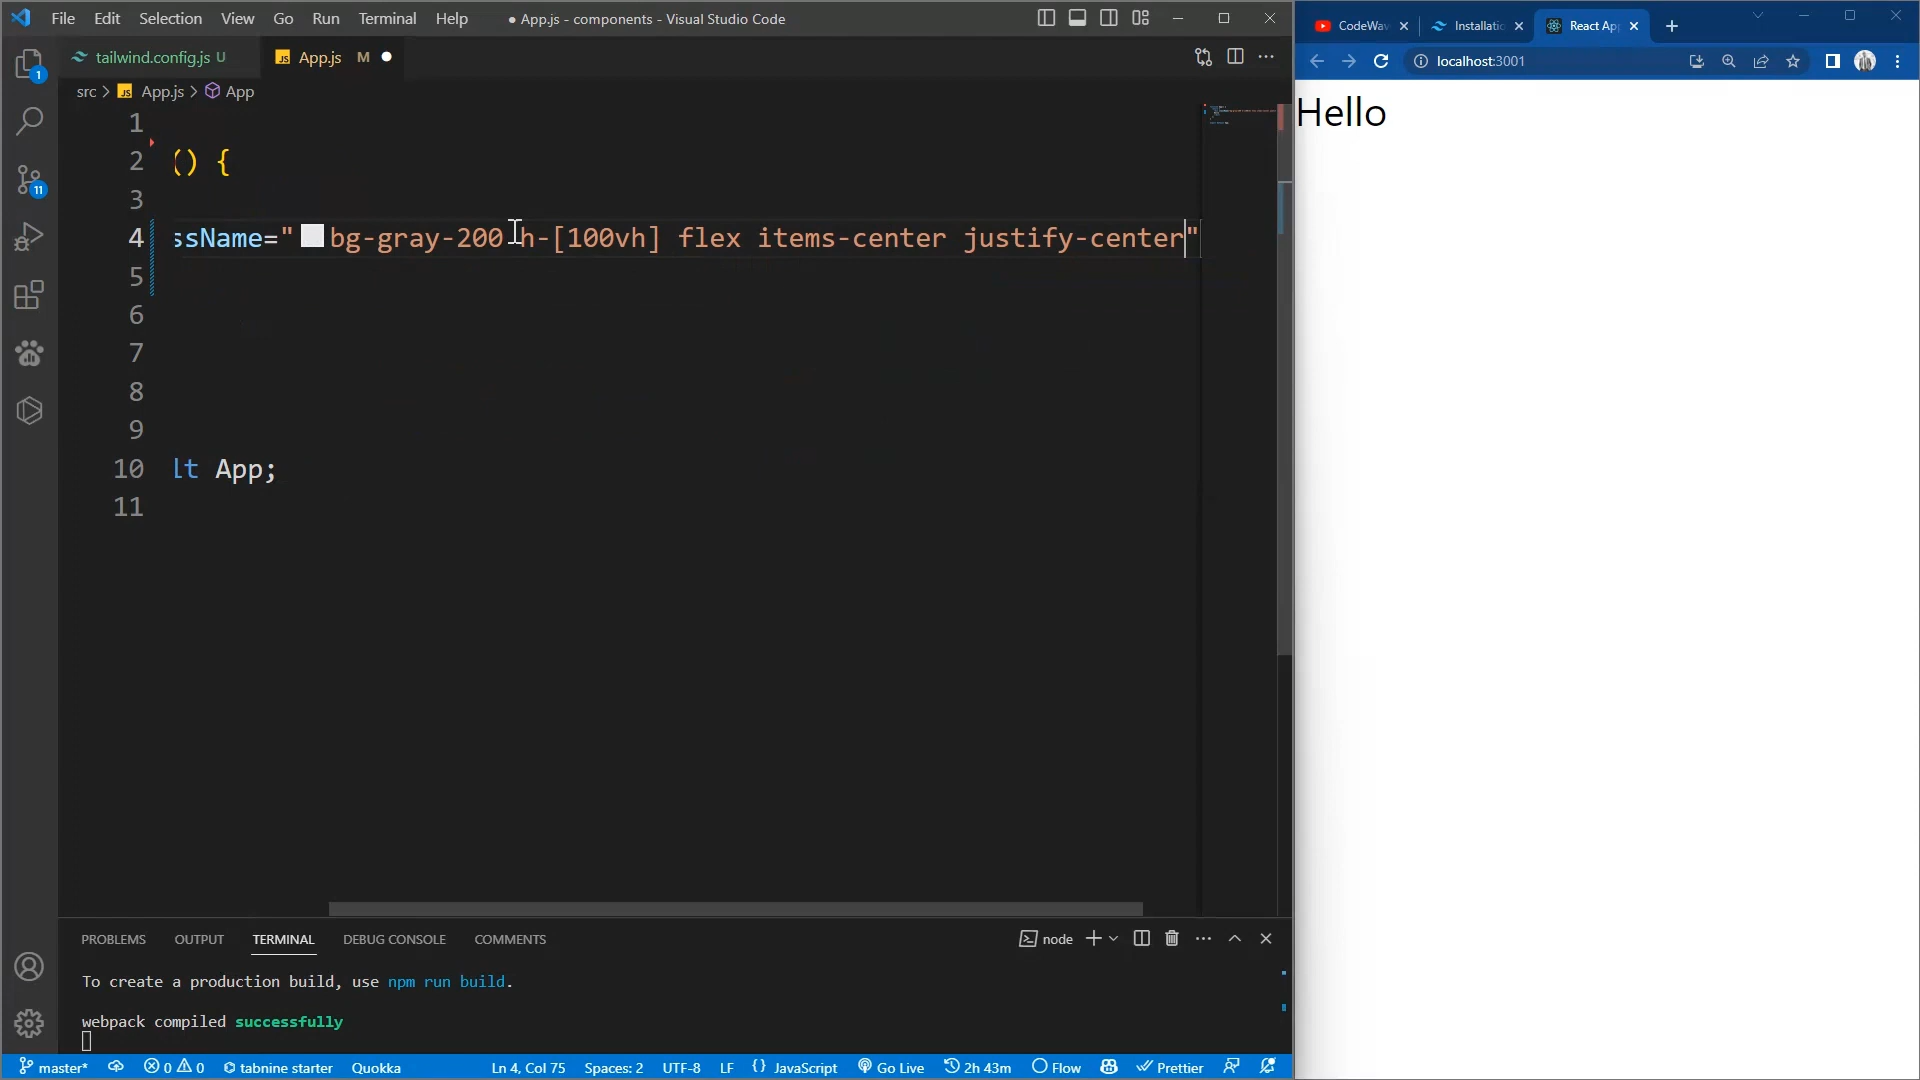 File Edit Selection View Go Run Terminal Help ● App.js - components - Visual Studio Code
tailwind.config.js U App.js M
src > App.js > App
1
2 () {
3
4 ssName="bg-gray-200 h-[100vh] flex items-center justify-center"
5
6
7
8
9
10 lt App;
11
1
11
PROBLEMS OUTPUT TERMINAL DEBUG CONSOLE COMMENTS
node
To create a production build, use npm run build.
webpack compiled successfully
master* 0 0 tabnine starter Quokka Ln 4, Col 75 Spaces: 2 UTF-8 LF {} JavaScript Go Live 2h 43m Flow Prettier
CodeWav Installatio React App
localhost:3001
Hello